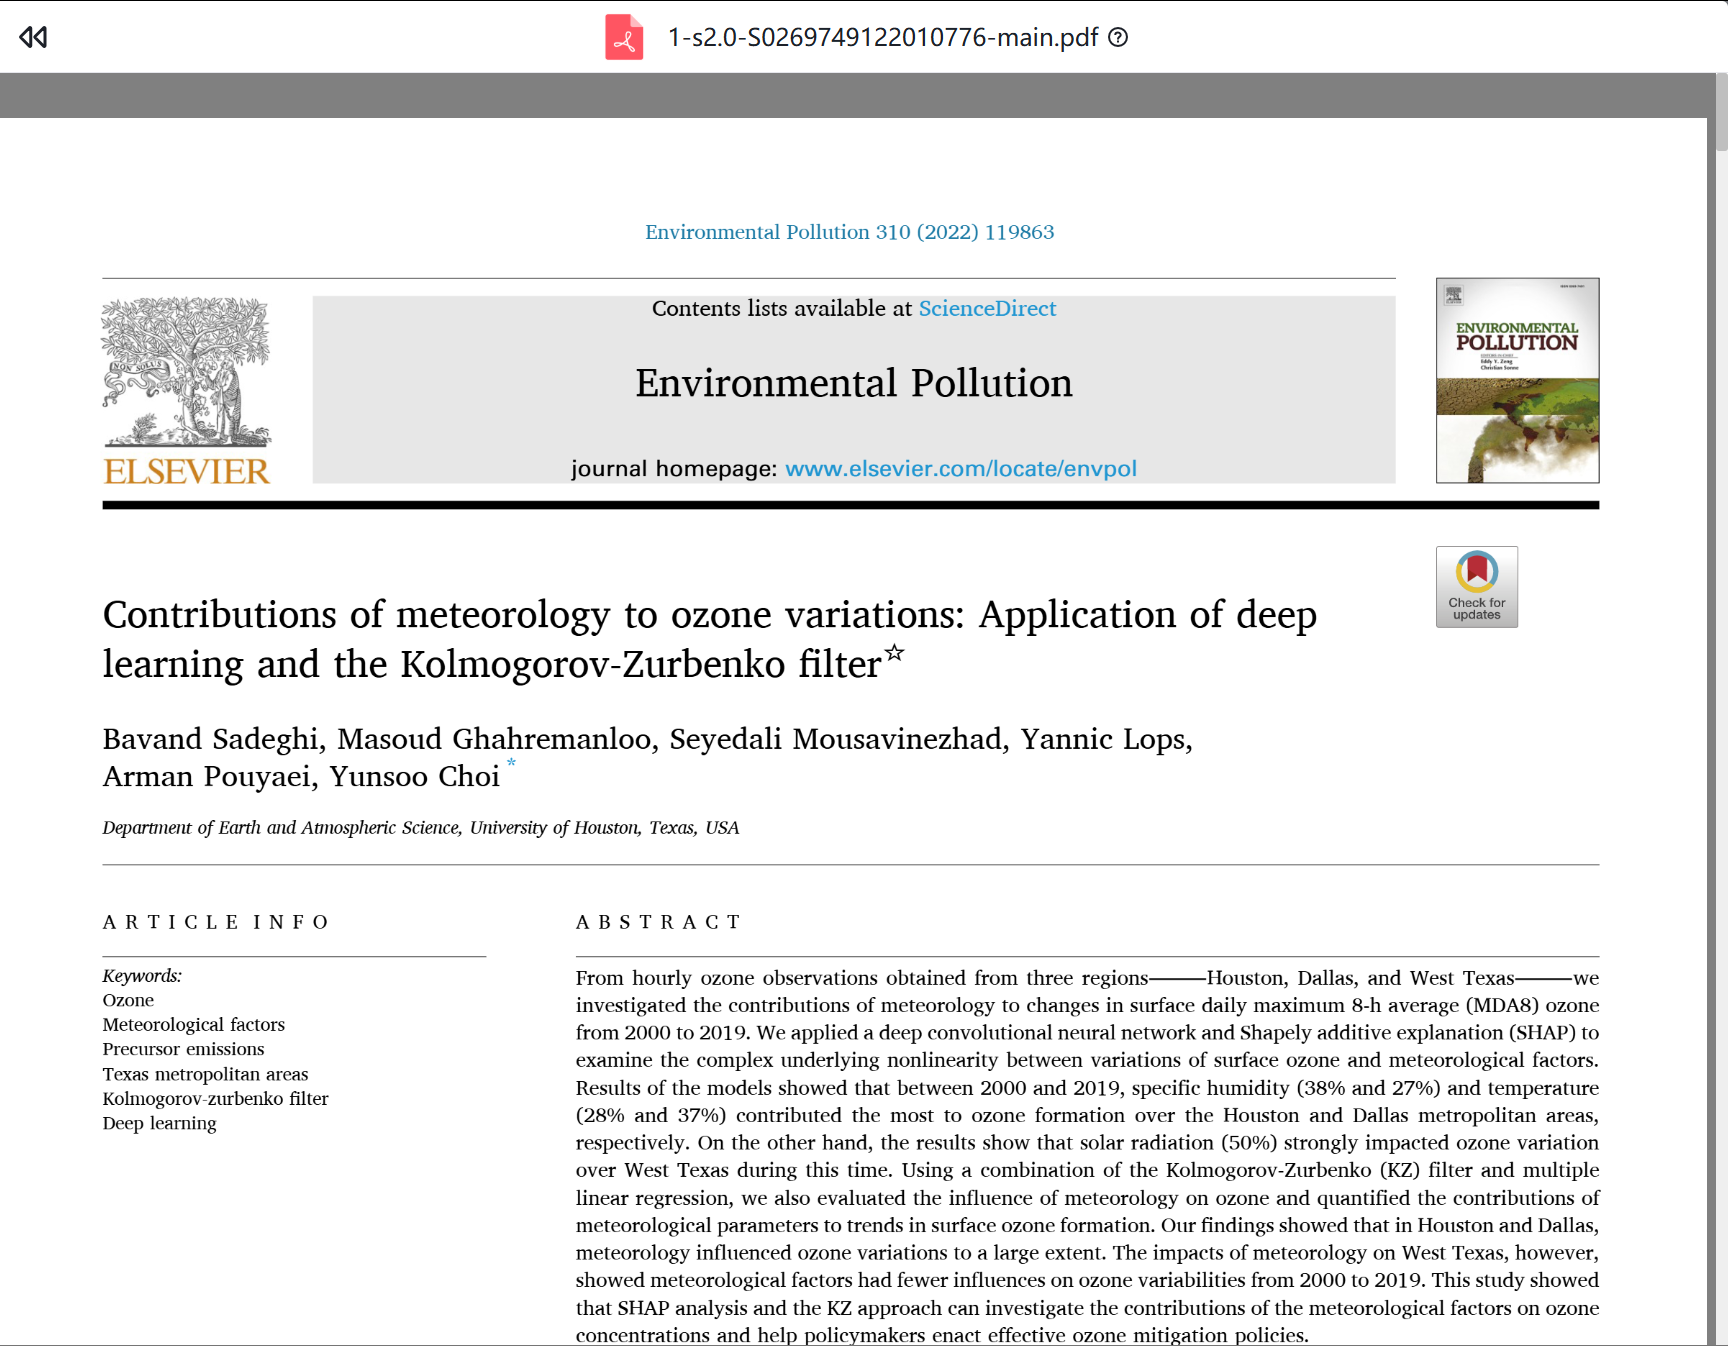 1-s2.0-S0269749122010776-main.pdf
Environmental Pollution 310 (2022) 119863
NON SOLUS
ELSEVIER
Contents lists available at ScienceDirect
Environmental Pollution
journal homepage: www.elsevier.com/locate/envpol
ENVIRONMENTAL
POLLUTION
Eddy Y. Zeng
Christian Sonne
Check for
updates
Contributions of meteorology to ozone variations: Application of deep
learning and the Kolmogorov-Zurbenko filter☆
Bavand Sadeghi, Masoud Ghahremanloo, Seyedali Mousavinezhad, Yannic Lops,
Arman Pouyaei, Yunsoo Choi *
Department of Earth and Atmospheric Science, University of Houston, Texas, USA
ARTICLE INFO
Keywords:
Ozone
Meteorological factors
Precursor emissions
Texas metropolitan areas
Kolmogorov-zurbenko filter
Deep learning
ABSTRACT
From hourly ozone observations obtained from three regions———Houston, Dallas, and West Texas———we
investigated the contributions of meteorology to changes in surface daily maximum 8-h average (MDA8) ozone
from 2000 to 2019. We applied a deep convolutional neural network and Shapely additive explanation (SHAP) to
examine the complex underlying nonlinearity between variations of surface ozone and meteorological factors.
Results of the models showed that between 2000 and 2019, specific humidity (38% and 27%) and temperature
(28% and 37%) contributed the most to ozone formation over the Houston and Dallas metropolitan areas,
respectively. On the other hand, the results show that solar radiation (50%) strongly impacted ozone variation
over West Texas during this time. Using a combination of the Kolmogorov-Zurbenko (KZ) filter and multiple
linear regression, we also evaluated the influence of meteorology on ozone and quantified the contributions of
meteorological parameters to trends in surface ozone formation. Our findings showed that in Houston and Dallas,
meteorology influenced ozone variations to a large extent. The impacts of meteorology on West Texas, however,
showed meteorological factors had fewer influences on ozone variabilities from 2000 to 2019. This study showed
that SHAP analysis and the KZ approach can investigate the contributions of the meteorological factors on ozone
concentrations and help policymakers enact effective ozone mitigation policies.